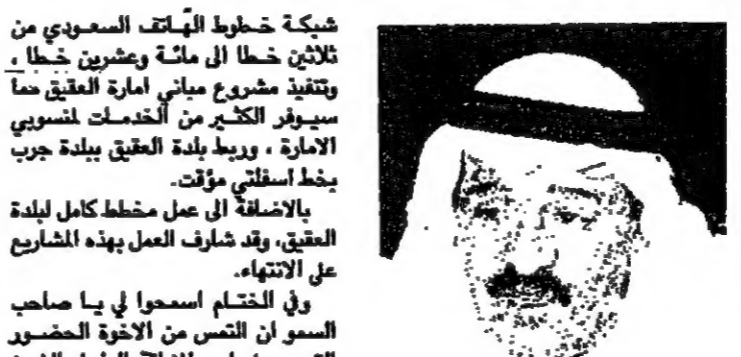 شبكة خطوط الهاتف السعودي من
ثلاثين خطا الى مائة وعشرين خطا ،
وتنفيذ مشروع مباني امارة العقيق مما
سيوفر الكثير من الخدمات لمنسوبي
الامارة ، وربط بلدة العقيق ببلدة جرب
بخط اسفلتي مؤقت.
بالاضافة الى عمل مخطط كامل لبلدة
العقيق، وقد شارف العمل بهذه المشاريع
على الانتهاء.
وفي الختام اسمحوا لي يا صاحب
السمو ان التمس من الاخوة الحضور